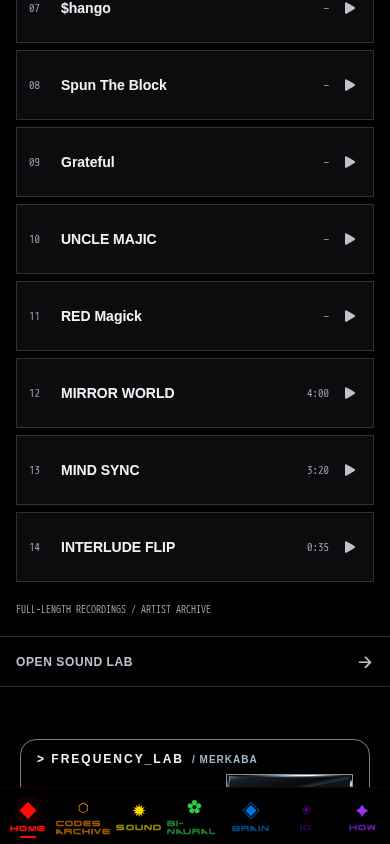 07 $hango –
08 Spun The Block –
09 Grateful –
10 UNCLE MAJIC –
11 RED Magick –
12 MIRROR WORLD 4:00
13 MIND SYNC 3:20
14 INTERLUDE FLIP 0:35
FULL-LENGTH RECORDINGS / ARTIST ARCHIVE
OPEN SOUND LAB
> FREQUENCY_LAB / MERKABA
HOME
CODES
ARCHIVE
SOUND
BI-
NAURAL
BRAIN
IQ
HOW